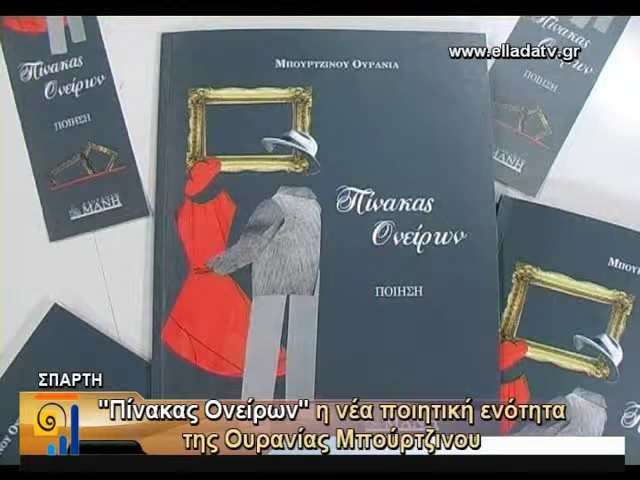 www.elladatv.gr
Μπουρτζινου Ουρανια
Πίνακας
Ονείρων
ΠΟΙΗΣΗ
Πίνακας
Ονείρων
ΠΟΙΗΣΗ
ΜΑΝΗ
ΠΟΙΗΣΗ
ΣΠΑΡΤΗ
"Πίνακας Ονείρων" η νέα ποιητική ενότητα
της Ουρανίας Μπούρτζινου